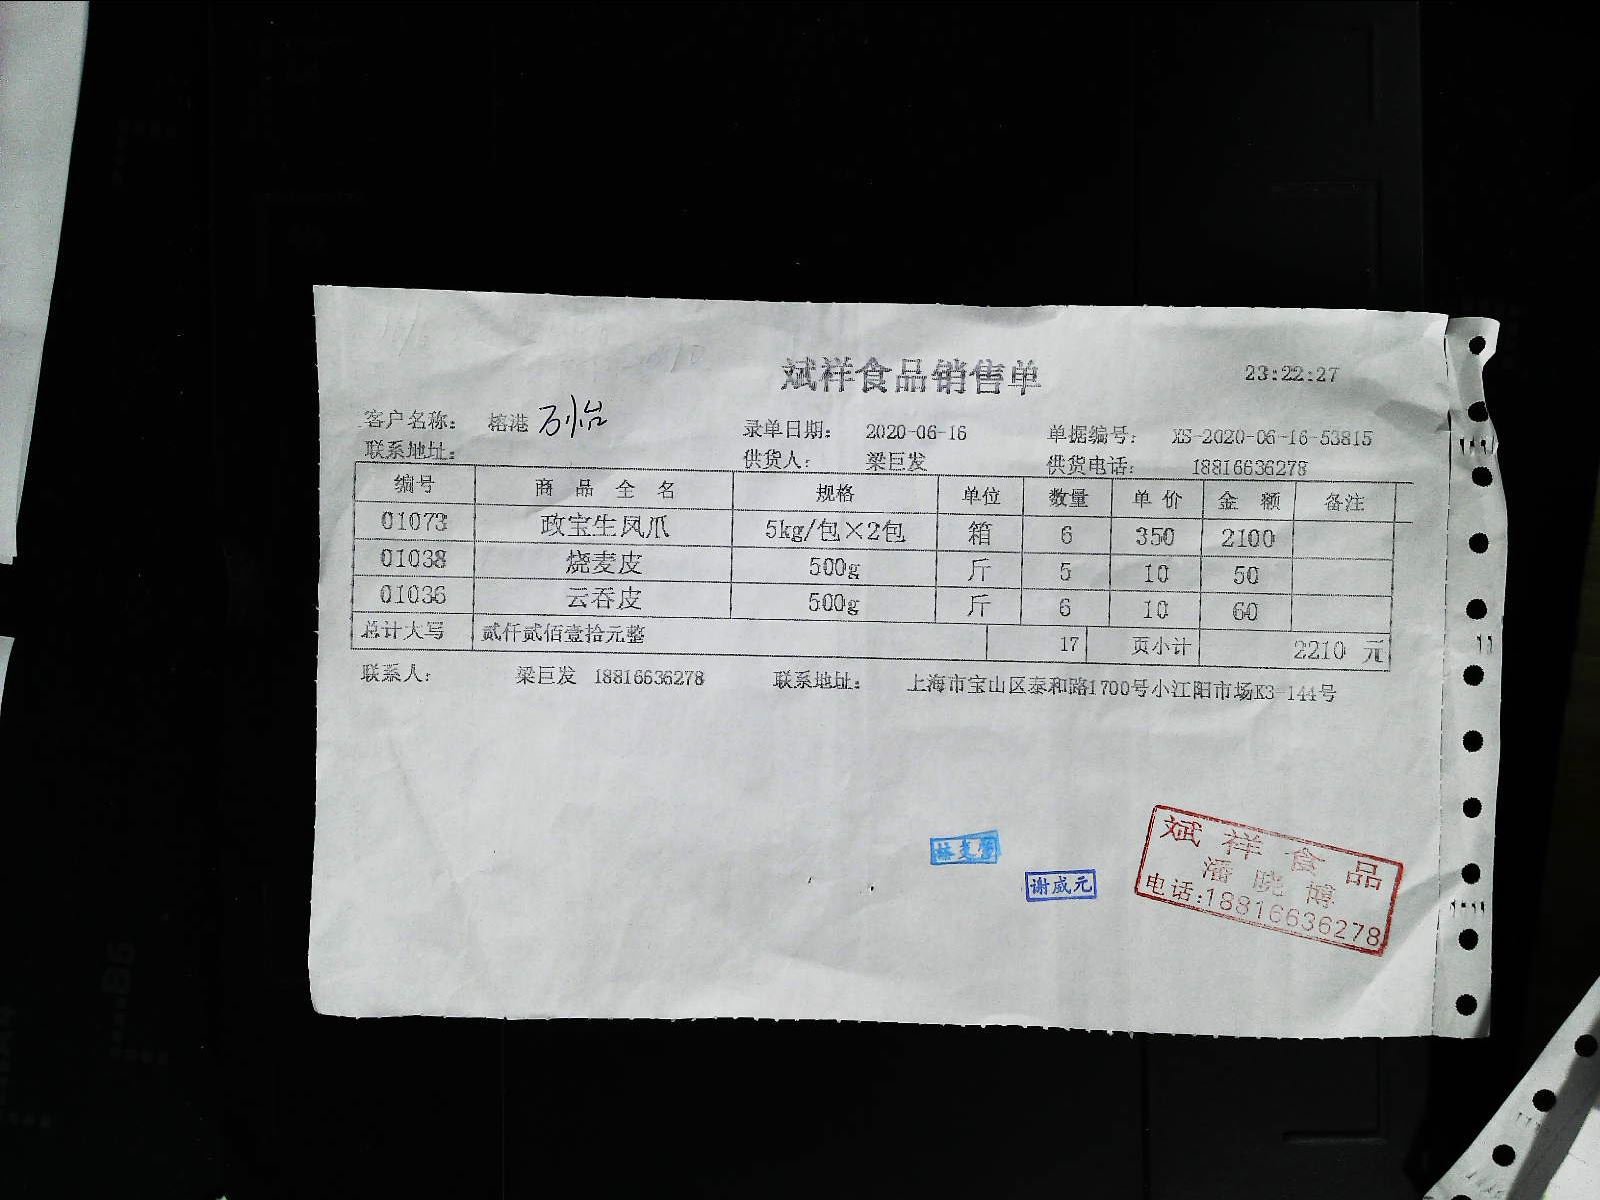 斌祥食品销售单 23:22:27
客户名称: 榕港 万怡 录单日期: 2020-06-16 单据编号: XS-2020-06-16-53815
联系地址: 供货人: 梁巨发 供货电话: 18816636278
编号 商品全名 规格 单位 数量 单价 金额 备注
01073 政宝生凤爪 5kg/包×2包 箱 6 350 2100
01038 烧麦皮 500g 斤 5 10 50
01036 云吞皮 500g 斤 6 10 60
总计大写 贰仟贰佰壹拾元整 17 页小计 2210 元
联系人: 梁巨发 18816636278 联系地址: 上海市宝山区泰和路1700号小江阳市场K3-144号
谢威元
斌祥食品
潘晓博
电话:18816636278